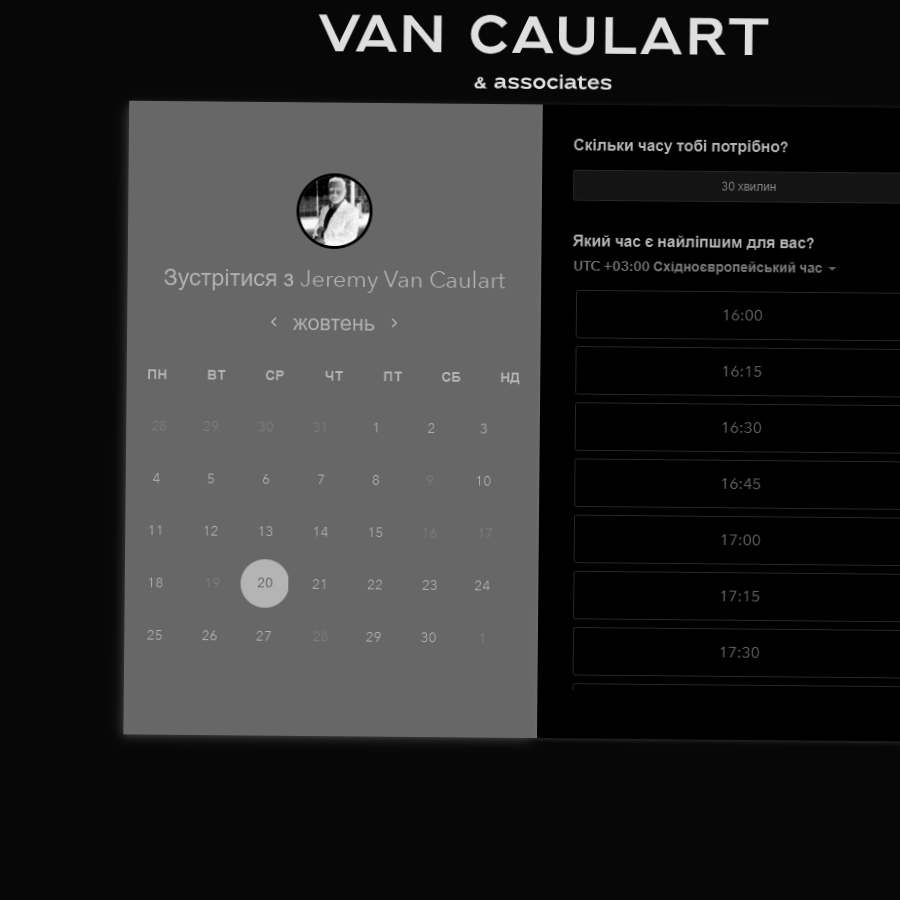 VAN CAULART
& associates
Зустрітися з Jeremy Van Caulart
жовтень
ПН ВТ СР ЧТ ПТ СБ НД
28 29 30 31 1 2 3
4 5 6 7 8 9 10
11 12 13 14 15 16 17
18 19 20 21 22 23 24
25 26 27 28 29 30 1
Скільки часу тобі потрібно?
30 хвилин
Який час є найліпшим для вас?
UTC +03:00 Східноєвропейський час
16:00
16:15
16:30
16:45
17:00
17:15
17:30